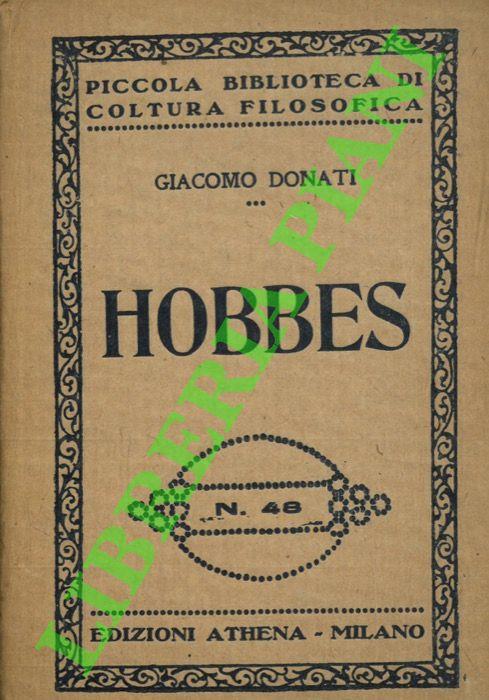 PICCOLA BIBLIOTECA DI
COLTURA FILOSOFICA
GIACOMO DONATI
HOBBES
N. 48
EDIZIONI ATHENA - MILANO
LIBRERIA PIANI